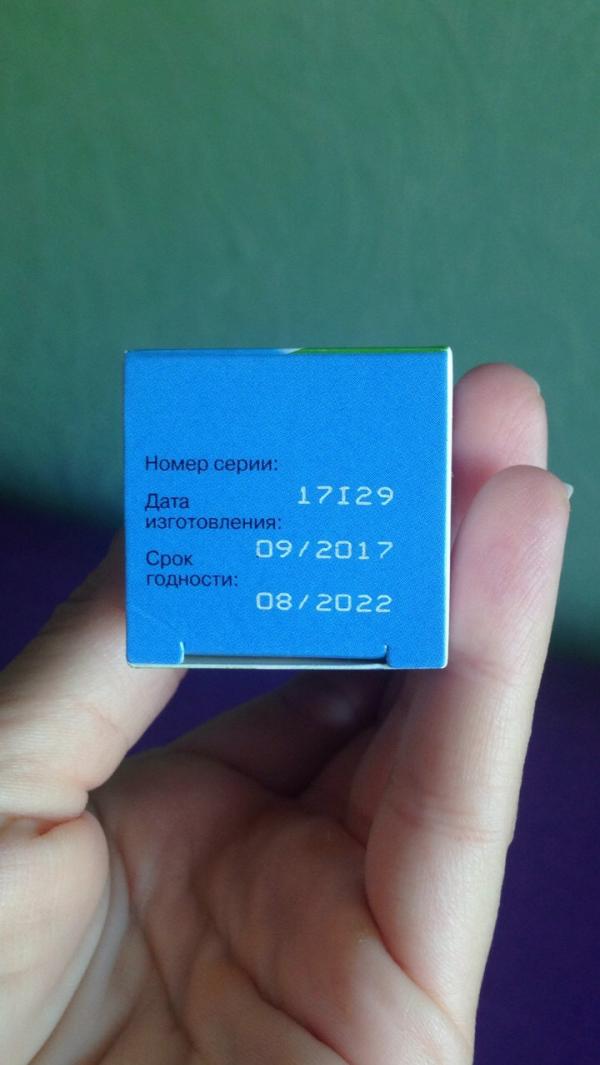 Номер серии:
17I29
Дата
изготовления:
09/2017
Срок
годности:
08/2022